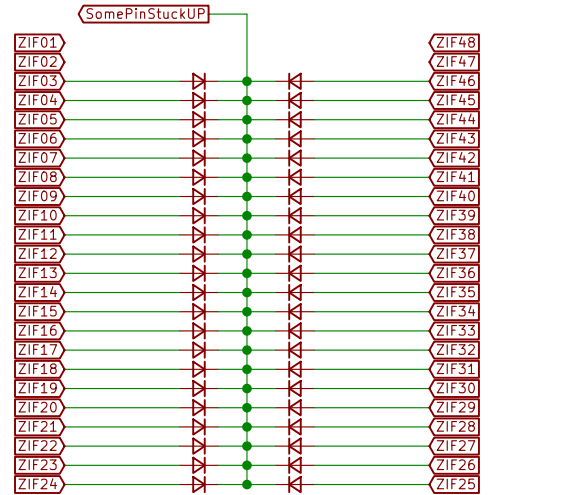 SomePinStuckUP
ZIF01 ZIF48
ZIF02 ZIF47
ZIF03 ZIF46
ZIF04 ZIF45
ZIF05 ZIF44
ZIF06 ZIF43
ZIF07 ZIF42
ZIF08 ZIF41
ZIF09 ZIF40
ZIF10 ZIF39
ZIF11 ZIF38
ZIF12 ZIF37
ZIF13 ZIF36
ZIF14 ZIF35
ZIF15 ZIF34
ZIF16 ZIF33
ZIF17 ZIF32
ZIF18 ZIF31
ZIF19 ZIF30
ZIF20 ZIF29
ZIF21 ZIF28
ZIF22 ZIF27
ZIF23 ZIF26
ZIF24 ZIF25